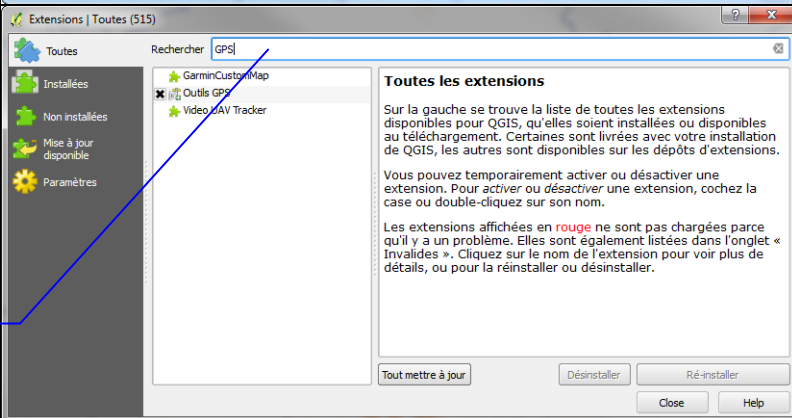 Extensions | Toutes (515)
Toutes
Installées
Non installées
Mise à jour
disponible
Paramètres
Rechercher GPS
GarminCustomMap
Outils GPS
Video UAV Tracker
Toutes les extensions
Sur la gauche se trouve la liste de toutes les extensions
disponibles pour QGIS, qu'elles soient installées ou disponibles
au téléchargement. Certaines sont livrées avec votre installation
de QGIS, les autres sont disponibles sur les dépôts d'extensions.
Vous pouvez temporairement activer ou désactiver une
extension. Pour activer ou désactiver une extension, cochez la
case ou double-cliquez sur son nom.
Les extensions affichées en rouge ne sont pas chargées parce
qu'il y a un problème. Elles sont également listées dans l'onglet «
Invalides ». Cliquez sur le nom de l'extension pour voir plus de
détails, ou pour la réinstaller ou désinstaller.
Tout mettre à jour
Désinstaller
Ré-installer
Close
Help